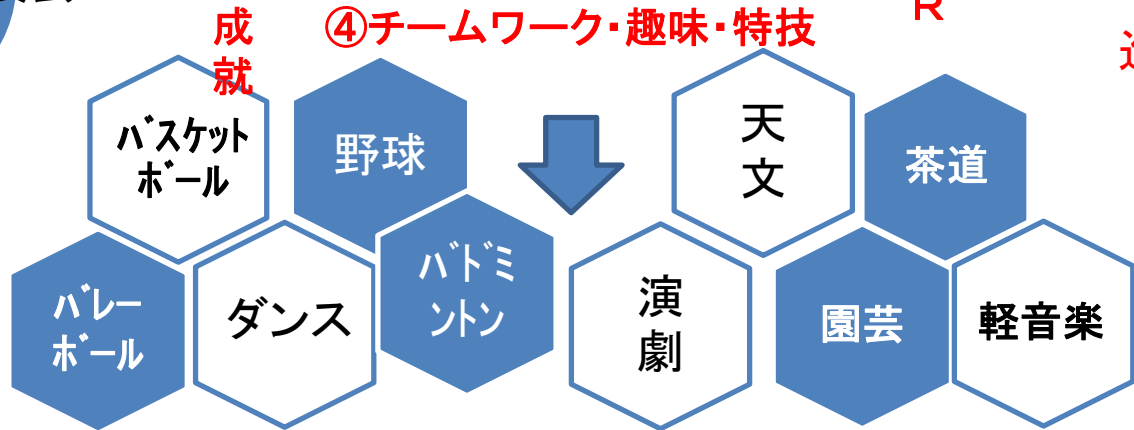 成
就
④チームワーク・趣味・特技
R
バスケット
ボール
野球
天
文
茶道
バレー
ボール
ダンス
バドミ
ントン
演
劇
園芸
軽音楽